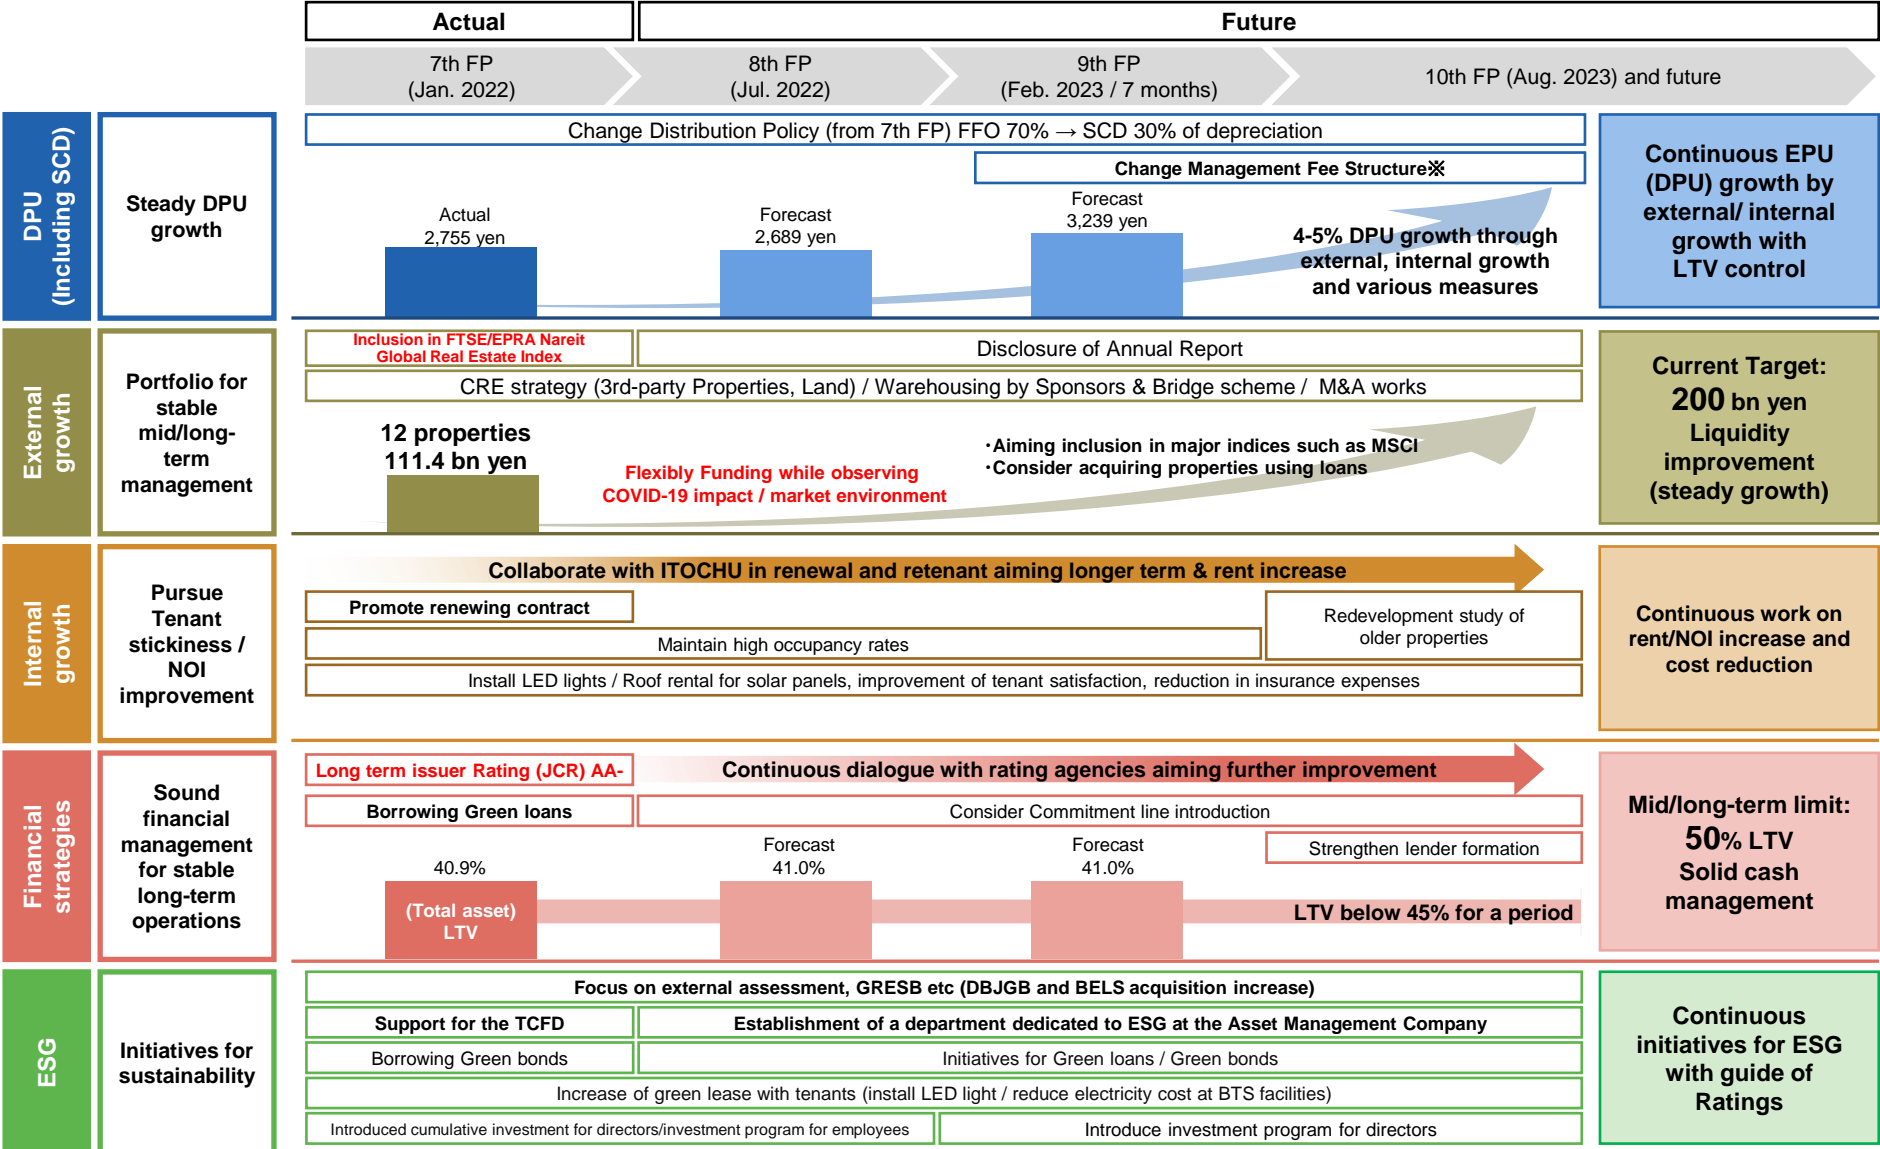 Actual
Future
7th FP
(Jan. 2022)
8th FP
(Jul. 2022)
9th FP
(Feb. 2023 / 7 months)
10th FP (Aug. 2023) and future
DPU
(Including SCD)
Steady DPU
growth
Change Distribution Policy (from 7th FP) FFO 70% → SCD 30% of depreciation
Change Management Fee Structure※
Actual
2,755 yen
Forecast
2,689 yen
Forecast
3,239 yen
4-5% DPU growth through
external, internal growth
and various measures
Continuous EPU
(DPU) growth by
external/ internal
growth with
LTV control
External
growth
Portfolio for
stable
mid/long-
term
management
Inclusion in FTSE/EPRA Nareit
Global Real Estate Index
Disclosure of Annual Report
CRE strategy (3rd-party Properties, Land) / Warehousing by Sponsors & Bridge scheme / M&A works
12 properties
111.4 bn yen
Flexibly Funding while observing
COVID-19 impact / market environment
・Aiming inclusion in major indices such as MSCI
・Consider acquiring properties using loans
Current Target:
200 bn yen
Liquidity
improvement
(steady growth)
Internal
growth
Pursue
Tenant
stickiness /
NOI
improvement
Collaborate with ITOCHU in renewal and retenant aiming longer term & rent increase
Promote renewing contract
Maintain high occupancy rates
Redevelopment study of
older properties
Install LED lights / Roof rental for solar panels, improvement of tenant satisfaction, reduction in insurance expenses
Continuous work on
rent/NOI increase and
cost reduction
Financial
strategies
Sound
financial
management
for stable
long-term
operations
Long term issuer Rating (JCR) AA-
Continuous dialogue with rating agencies aiming further improvement
Borrowing Green loans
Consider Commitment line introduction
Strengthen lender formation
40.9%
(Total asset)
LTV
Forecast
41.0%
Forecast
41.0%
LTV below 45% for a period
Mid/long-term limit:
50% LTV
Solid cash
management
ESG
Initiatives for
sustainability
Focus on external assessment, GRESB etc (DBJGB and BELS acquisition increase)
Support for the TCFD
Establishment of a department dedicated to ESG at the Asset Management Company
Borrowing Green bonds
Initiatives for Green loans / Green bonds
Increase of green lease with tenants (install LED light / reduce electricity cost at BTS facilities)
Introduced cumulative investment for directors/investment program for employees
Introduce investment program for directors
Continuous
initiatives for ESG
with guide of
Ratings